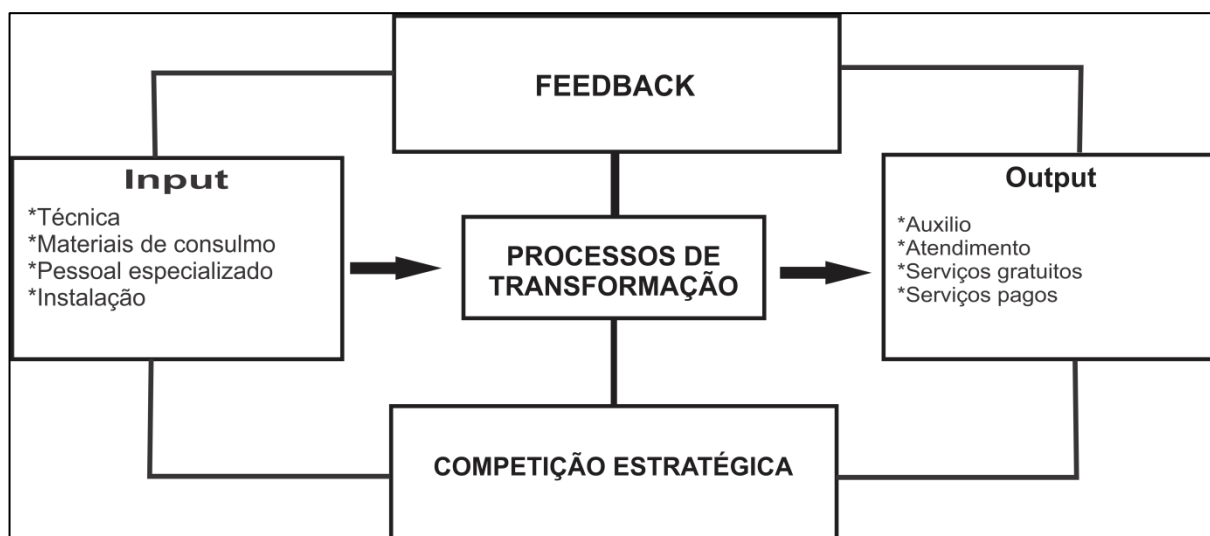 FEEDBACK
Input
*Técnica
*Materiais de consulmo
*Pessoal especializado
*Instalação
PROCESSOS DE
TRANSFORMAÇÃO
Output
*Auxilio
*Atendimento
*Serviços gratuitos
*Serviços pagos
COMPETIÇÃO ESTRATÉGICA